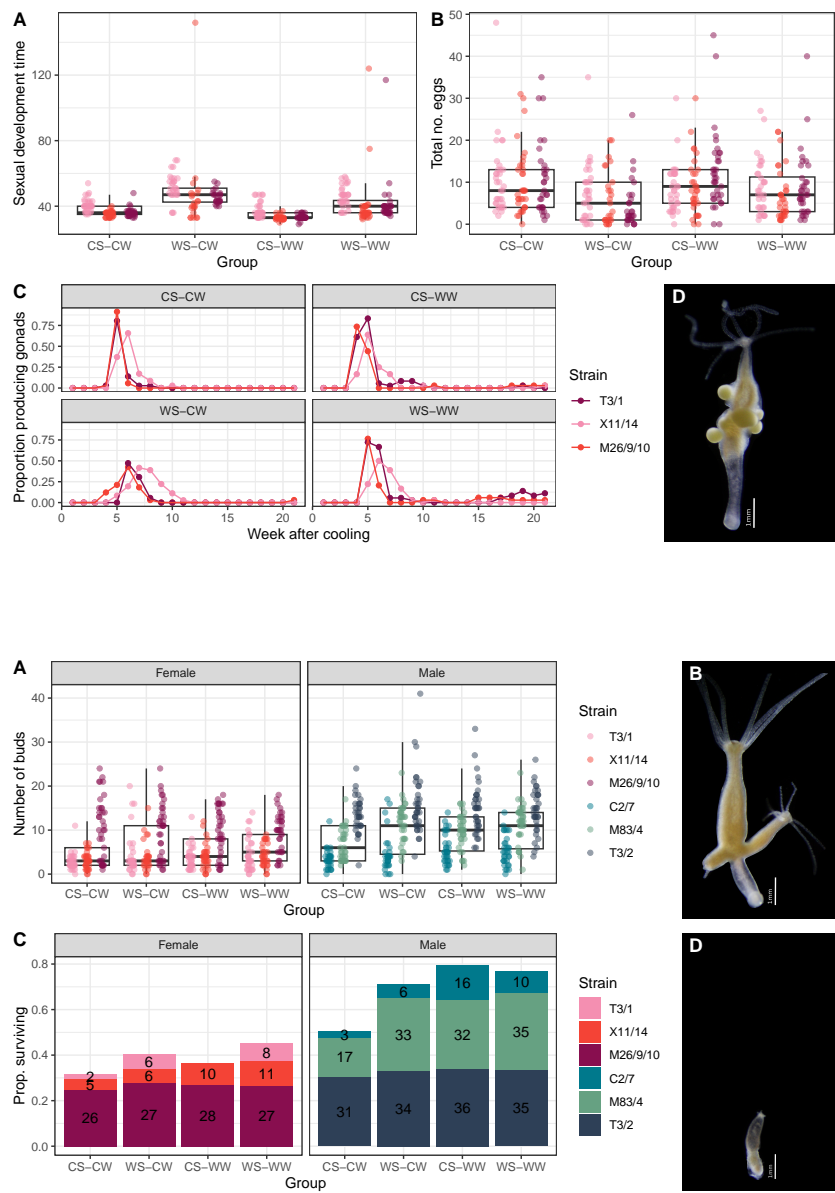 A
Sexual development time
120
80
40
CS−CW
WS−CW
CS−WW
WS−WW
Group
B
Total no. eggs
50
40
30
20
10
0
CS−CW
WS−CW
CS−WW
WS−WW
Group
C
Proportion producing gonads
CS−CW
CS−WW
0.75
0.50
0.25
0.00
WS−CW
WS−WW
0.75
0.50
0.25
0.00
0 5 10 15 20 0 5 10 15 20
Week after cooling
Strain
T3/1
X11/14
M26/9/10
D
1mm
A
Number of buds
Female
Male
40
30
20
10
0
CS−CW
WS−CW
CS−WW
WS−WW
CS−CW
WS−CW
CS−WW
WS−WW
Group
Strain
T3/1
X11/14
M26/9/10
C2/7
M83/4
T3/2
B
1mm
C
Prop. surviving
Female
Male
0.8
0.6
0.4
0.2
0.0
2
5
26
6
6
27
10
28
8
11
27
3
17
31
6
33
34
16
32
36
10
35
35
CS−CW
WS−CW
CS−WW
WS−WW
CS−CW
WS−CW
CS−WW
WS−WW
Group
Strain
T3/1
X11/14
M26/9/10
C2/7
M83/4
T3/2
D
1mm